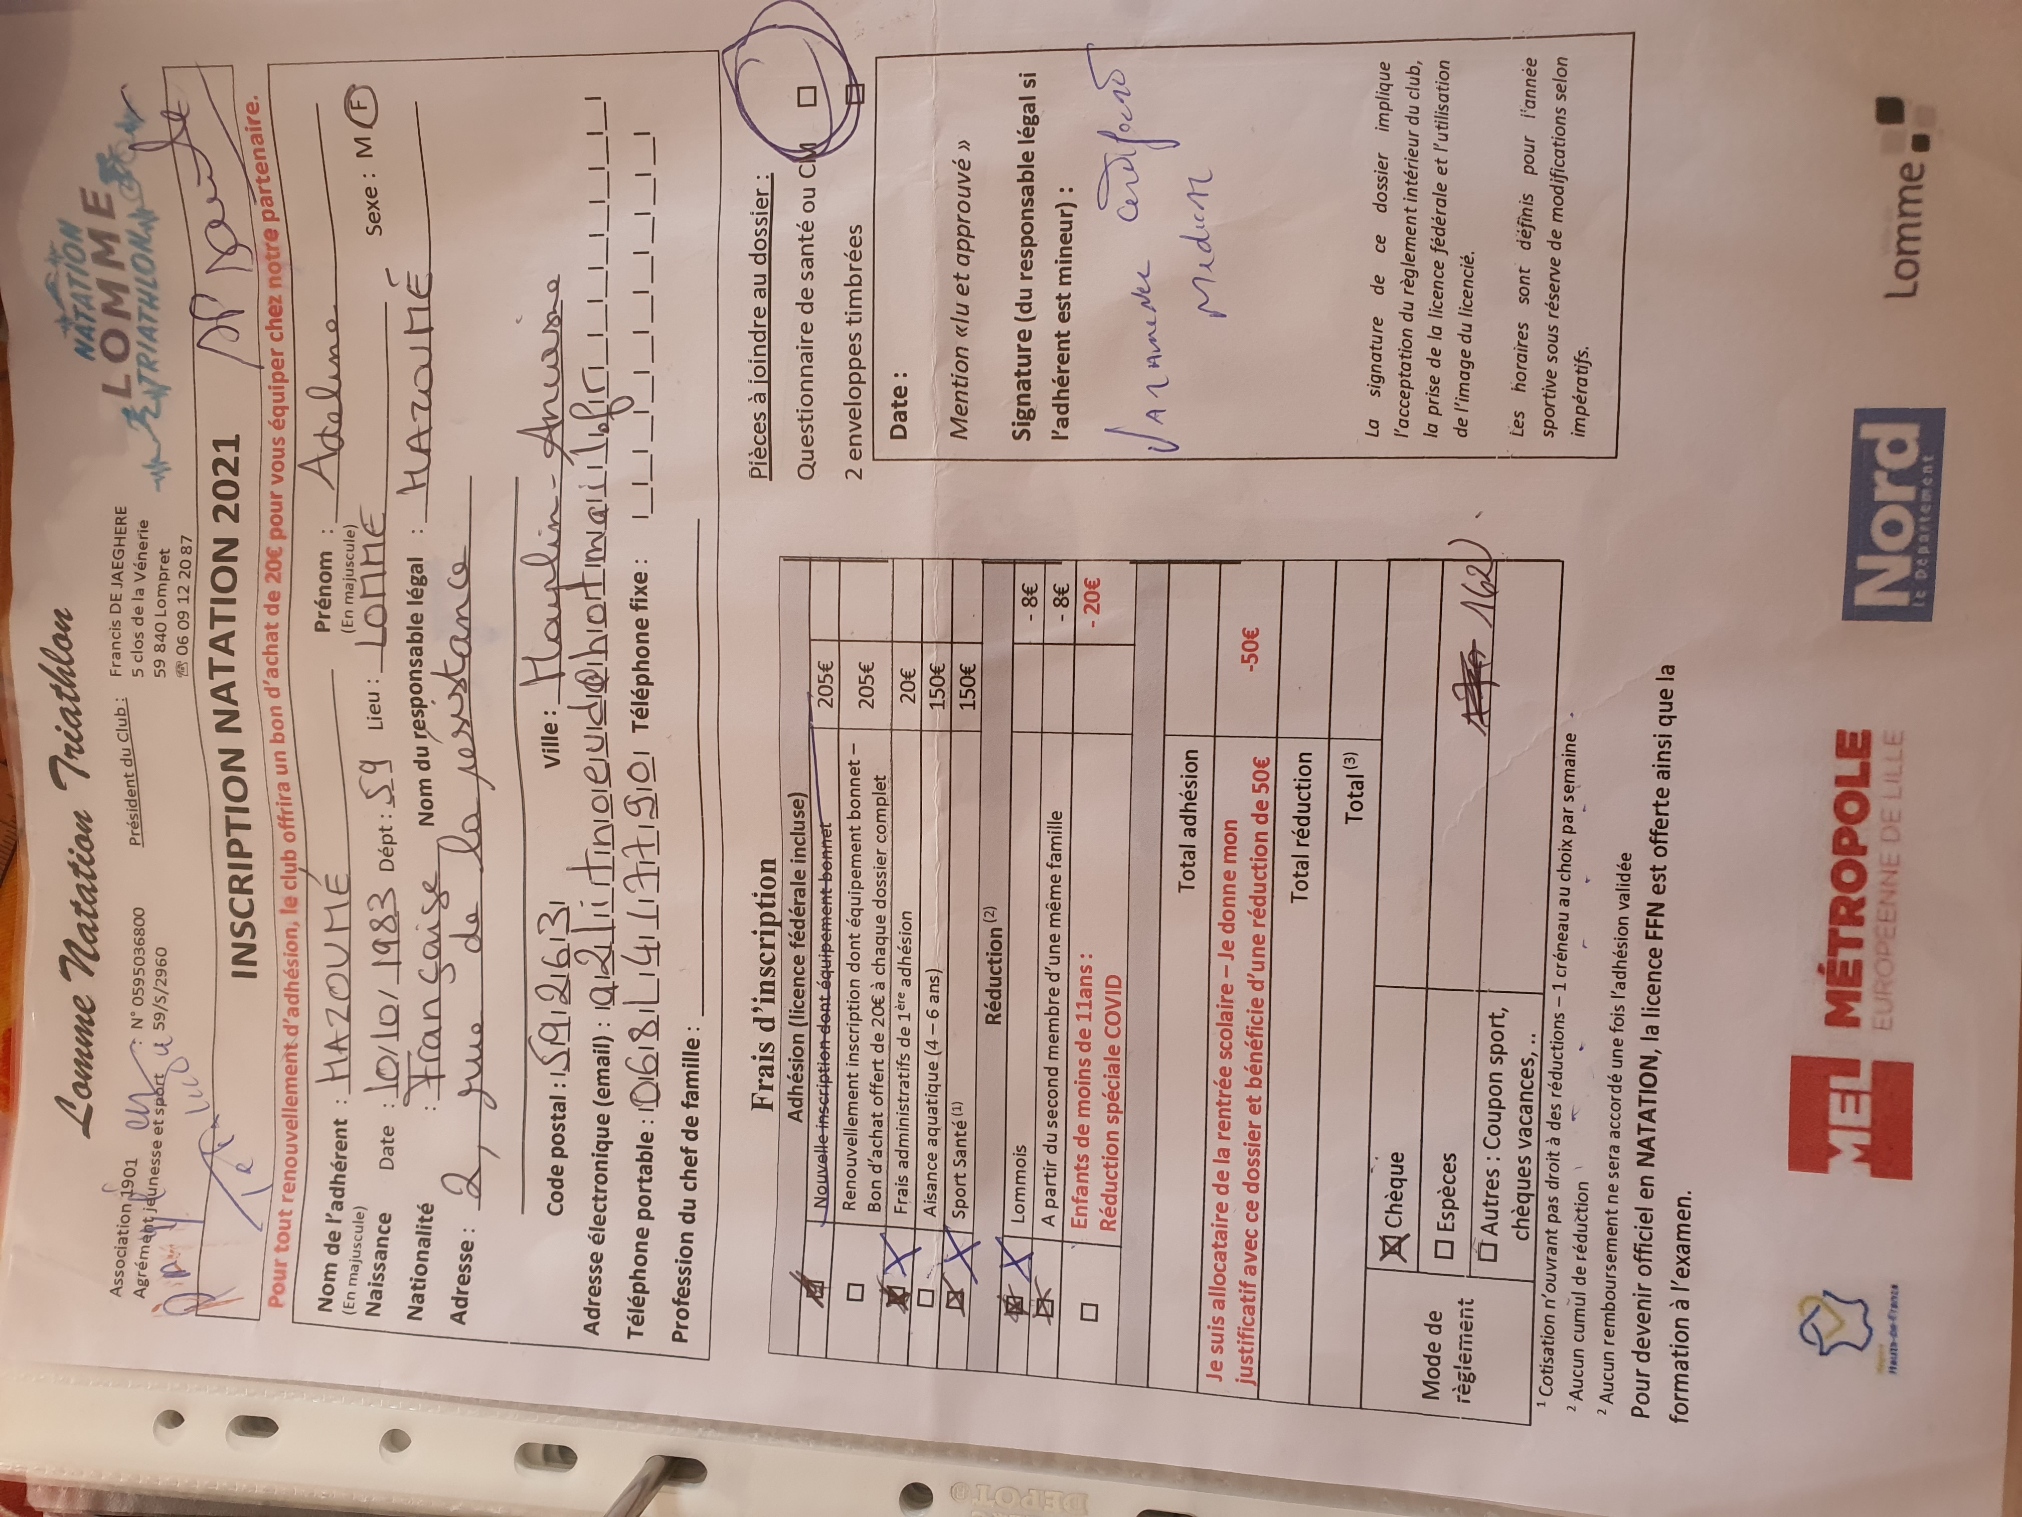 Lomme Natation Triathlon
NATATION
LOMME
TRIATHLON
Association 1901 : N° 0595036800
Agrément jeunesse et sport 59/S/2960
Président du Club :
Francis DE JAEGHERE
5 clos de la Vénerie
59 840 Lompret
☏ 06 09 12 20 87
INSCRIPTION NATATION 2021
Pour tout renouvellement d'adhésion, le club offrira un bon d'achat de 20€ pour vous équiper chez notre partenaire.
Nom de l'adhérent : HAZOUMÉ Prénom : Adeline
(En majuscule) (En majuscule)
Naissance Date : 10/10/1983 Dépt : 59 Lieu : LOMME Sexe : M F
Nationalité : Française Nom du responsable légal : HAZOUMÉ
Adresse : 2, rue de la résistance
Code postal : 59263 Ville : Houplin-Ancoisne
Adresse électronique (email) :
Téléphone portable : Téléphone fixe :
Profession du chef de famille :
Frais d'inscription
Adhésion (licence fédérale incluse)
Nouvelle inscription dont équipement bonnet 205€
Renouvellement inscription dont équipement bonnet –
Bon d'achat offert de 20€ à chaque dossier complet 205€
Frais administratifs de 1ère adhésion 20€
Aisance aquatique (4 – 6 ans) 150€
Sport Santé (1) 150€
Réduction (2)
Lommois - 8€
A partir du second membre d'une même famille - 8€
Enfants de moins de 11ans : - 20€
Réduction spéciale COVID
Total adhésion
Je suis allocataire de la rentrée scolaire – Je donne mon
justificatif avec ce dossier et bénéficie d'une réduction de 50€ -50€
Total réduction
Total (3)
Mode de
règlement
Chèque
Espèces
Autres : Coupon sport,
chèques vacances, ..
162
Pièces à joindre au dossier :
Questionnaire de santé ou CM
2 enveloppes timbrées
Date :
Mention «lu et approuvé »
Signature (du responsable légal si
l'adhérent est mineur) :
La signature de ce dossier implique
l'acceptation du règlement intérieur du club,
la prise de la licence fédérale et l'utilisation
de l'image du licencié.
Les horaires sont définis pour l'année
sportive sous réserve de modifications selon
impératifs.
1 Cotisation n'ouvrant pas droit à des réductions – 1 créneau au choix par semaine
2 Aucun cumul de réduction
2 Aucun remboursement ne sera accordé une fois l'adhésion validée
Pour devenir officiel en NATATION, la licence FFN est offerte ainsi que la
formation à l'examen.
Région
Hauts-de-France
MEL
MÉTROPOLE
EUROPÉENNE DE LILLE
Nord
le Département
Lomme
DEPOT